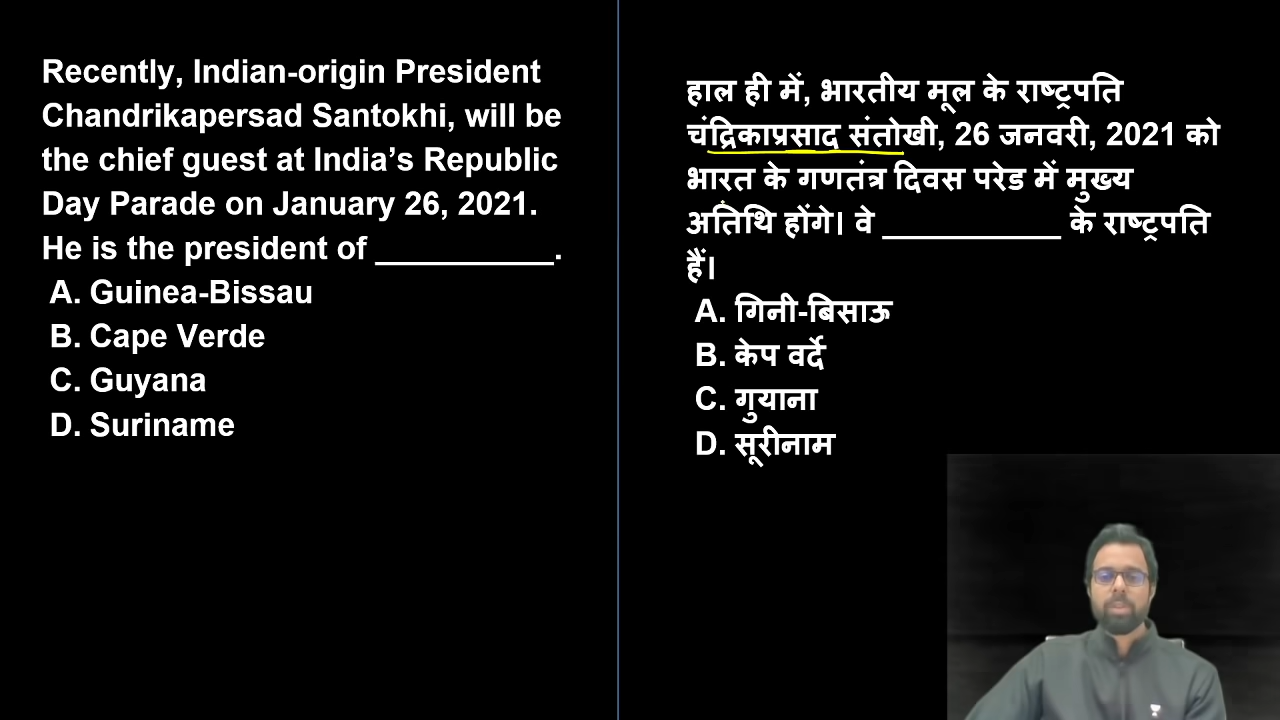 Recently, Indian-origin President
Chandrikapersad Santokhi, will be
the chief guest at India’s Republic
Day Parade on January 26, 2021.
He is the president of __________.
A. Guinea-Bissau
B. Cape Verde
C. Guyana
D. Suriname
हाल ही में, भारतीय मूल के राष्ट्रपति
चंद्रिकाप्रसाद संतोखी, 26 जनवरी, 2021 को
भारत के गणतंत्र दिवस परेड में मुख्य
अतिथि होंगे। वे __________ के राष्ट्रपति
हैं।
A. गिनी-बिसाऊ
B. केप वर्दे
C. गुयाना
D. सूरीनाम